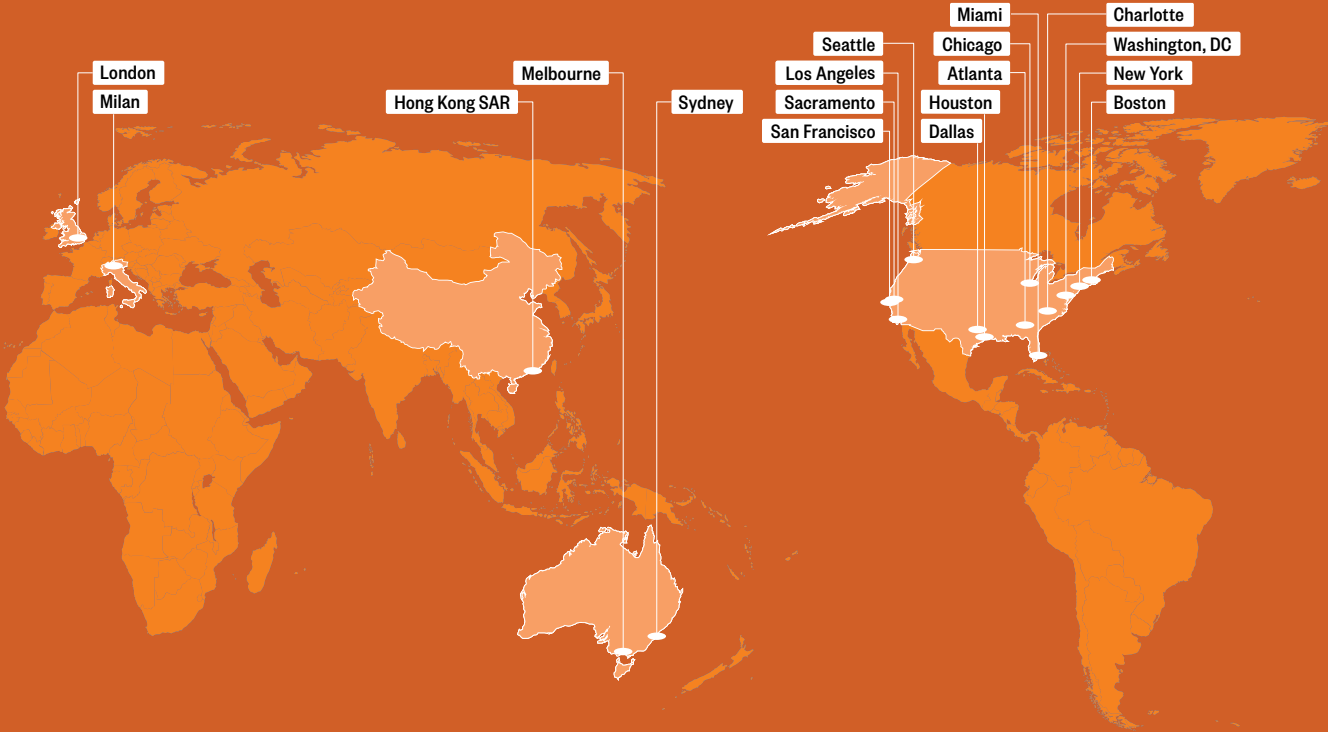 London
Milan
Melbourne
Hong Kong SAR
Sydney
Miami
Seattle
Chicago
Los Angeles
Atlanta
Sacramento
Houston
San Francisco
Dallas
Charlotte
Washington, DC
New York
Boston